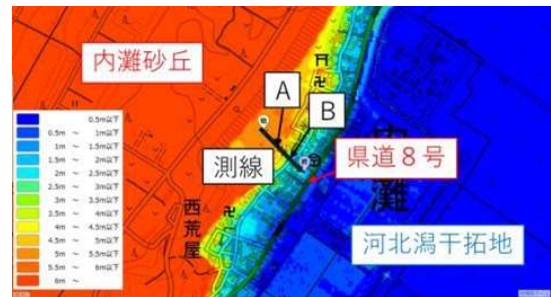 内灘砂丘
A
B
測線
県道８号
西荒屋
内灘
河北潟干拓地
0.5m以下
0.5m ～ 1m以下
1m ～ 1.5m以下
1.5m ～ 2m以下
2m ～ 2.5m以下
2.5m ～ 3m以下
3m ～ 3.5m以下
3.5m ～ 4m以下
4m ～ 4.5m以下
4.5m ～ 5m以下
5m ～ 5.5m以下
5.5m ～ 6m以下
6m ～